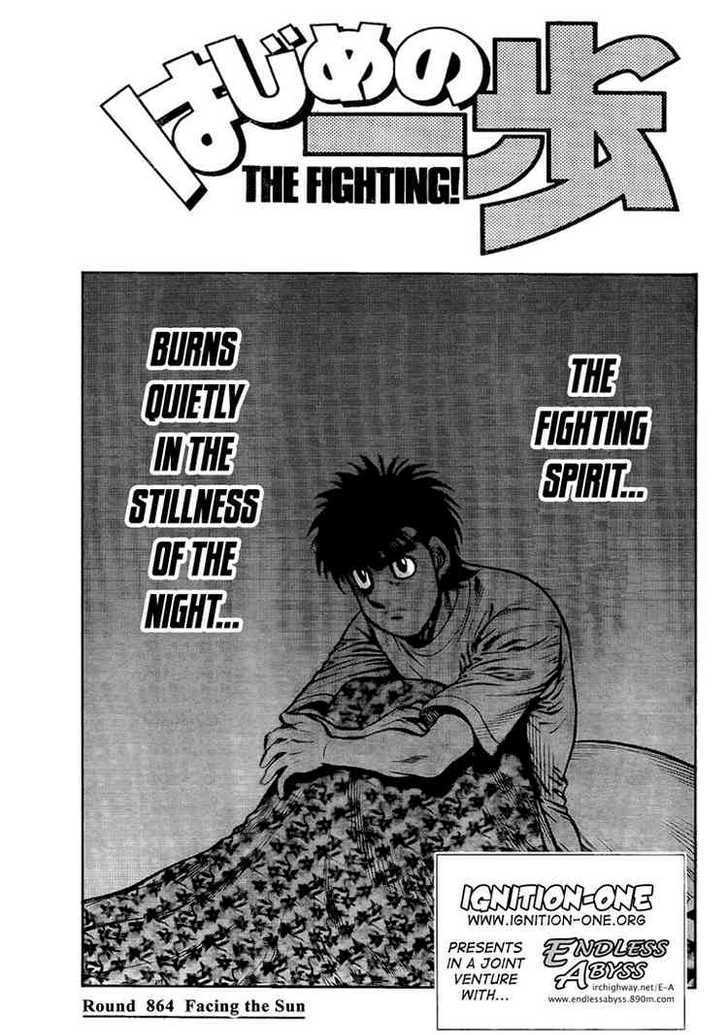 はじめの一歩
THE FIGHTING!
THE
FIGHTING
SPIRIT...
BURNS
QUIETLY
IN THE
STILLNESS
OF THE
NIGHT...
IGNITION-ONE
WWW.IGNITION-ONE.ORG
PRESENTS
IN A JOINT
VENTURE
WITH...
ENDLESS
ABYSS
irchighway.net/E-A
www.endlessabyss.890m.com
Round 864 Facing the Sun